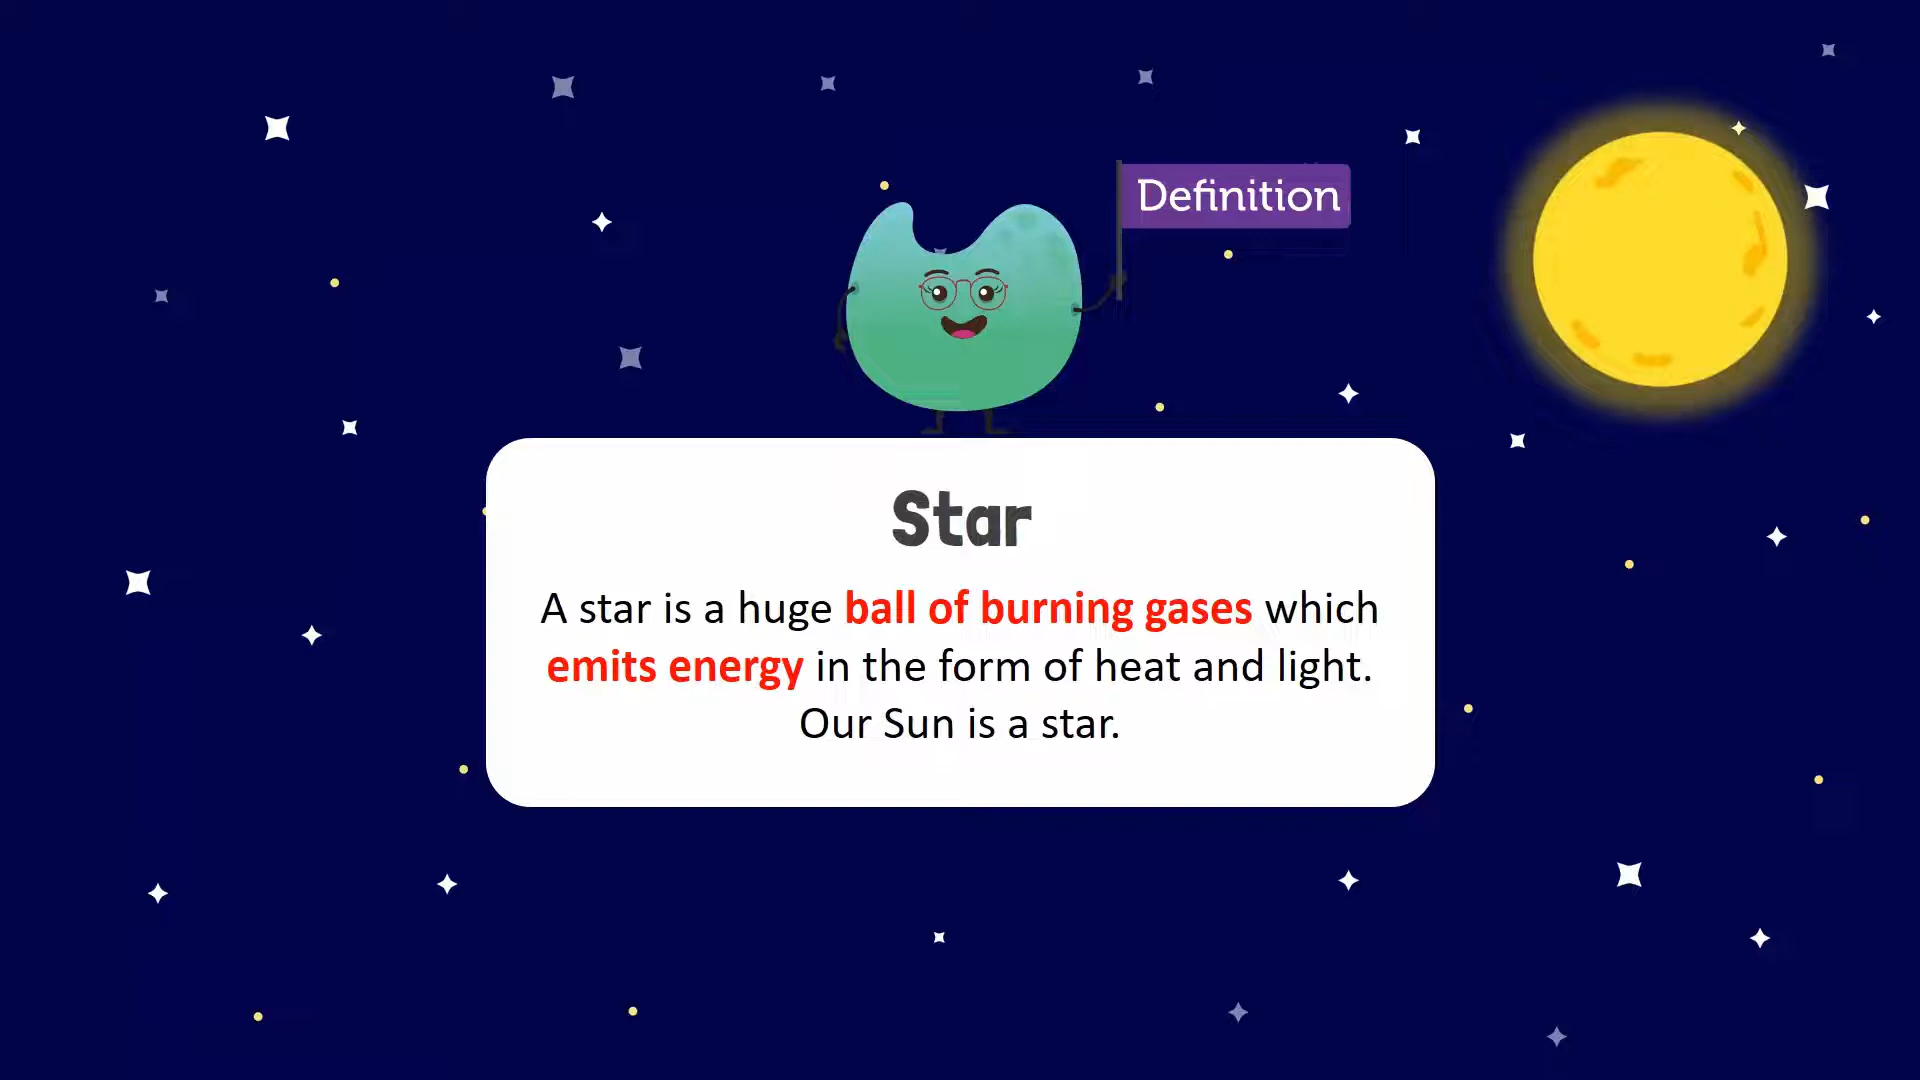 Definition
Star
A star is a huge ball of burning gases which
emits energy in the form of heat and light.
Our Sun is a star.